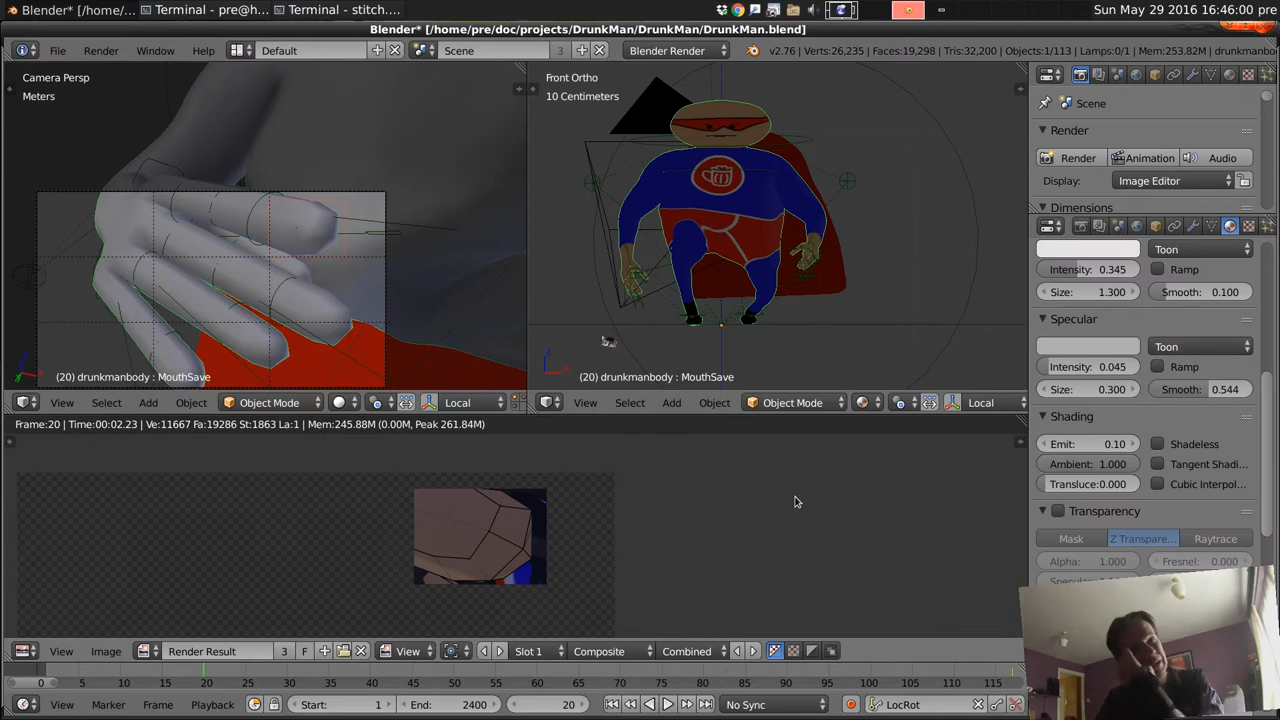 Blender* [/home/... Terminal - pre@h... Terminal - stitch.... Sun May 29 2016 16:46:00 pre
Blender* [/home/pre/doc/projects/DrunkMan/DrunkMan/DrunkMan.blend]
File Render Window Help Default Scene 3 Blender Render v2.76 | Verts:26,235 | Faces:19,298 | Tris:32,200 | Objects:1/113 | Lamps:0/1 | Mem:253.82M | drunkmanbo
Camera Persp
Meters
Front Ortho
10 Centimeters
(20) drunkmanbody : MouthSave
(20) drunkmanbody : MouthSave
View Select Add Object Object Mode Local
View Select Add Object Object Mode Local
Frame:20 | Time:00:02.23 | Ve:11667 Fa:19286 St:1863 La:1 | Mem:245.88M (0.00M, Peak 261.84M)
Scene
Render
Render Animation Audio
Display: Image Editor
Dimensions
Toon
Intensity: 0.345 Ramp
Size: 1.300 Smooth: 0.100
Specular
Toon
Intensity: 0.045 Ramp
Size: 0.300 Smooth: 0.544
Shading
Emit: 0.10 Shadeless
Ambient: 1.000 Tangent Shadi...
Transluce:0.000 Cubic Interpol...
Transparency
Mask Z Transpare... Raytrace
Alpha: 1.000 Fresnel: 0.000
View Image Render Result 3 F View Slot 1 Composite Combined
0 5 10 15 20 25 30 35 40 45 50 55 60 65 70 75 80 85 90 95 100 105 110 115
View Marker Frame Playback Start: 1 End: 2400 20 No Sync LocRot